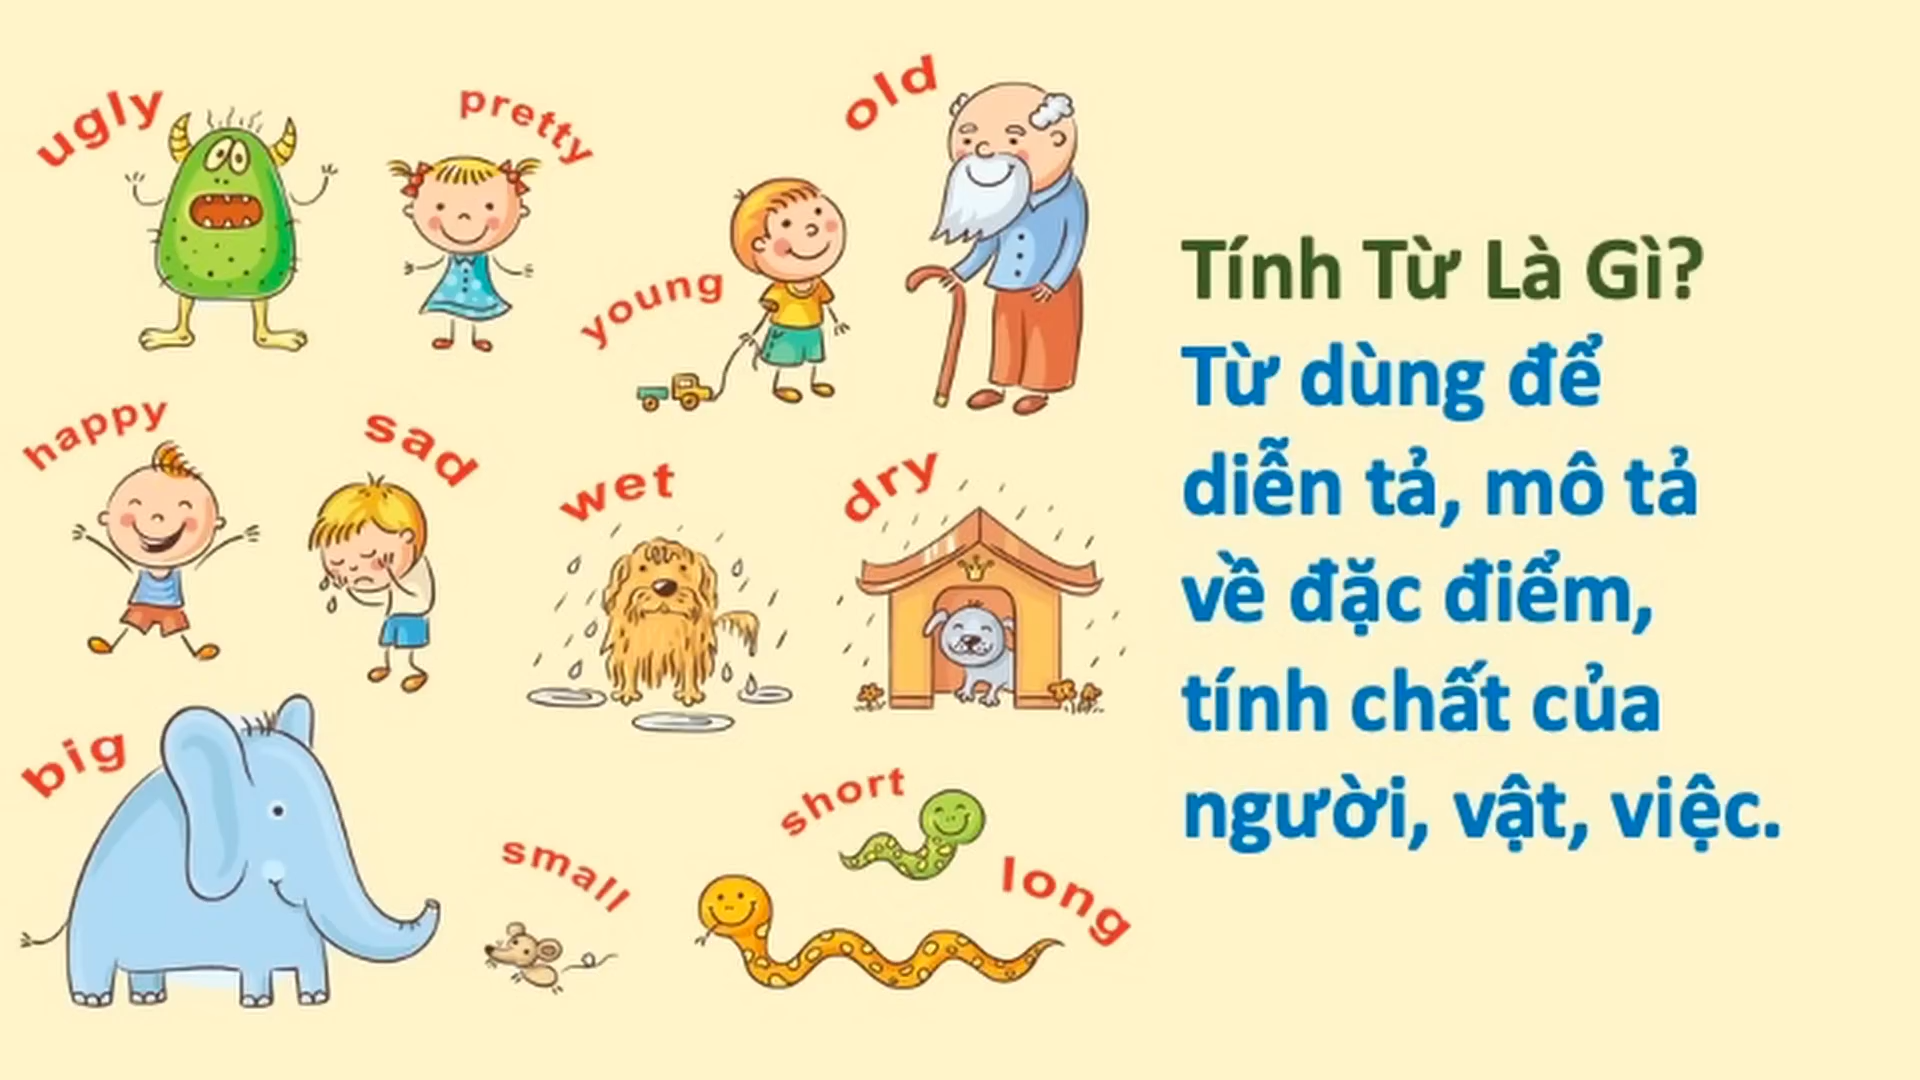 ugly
pretty
old
young
happy
sad
wet
dry
big
small
short
long
Tính Từ Là Gì?
Từ dùng để
diễn tả, mô tả
về đặc điểm,
tính chất của
người, vật, việc.